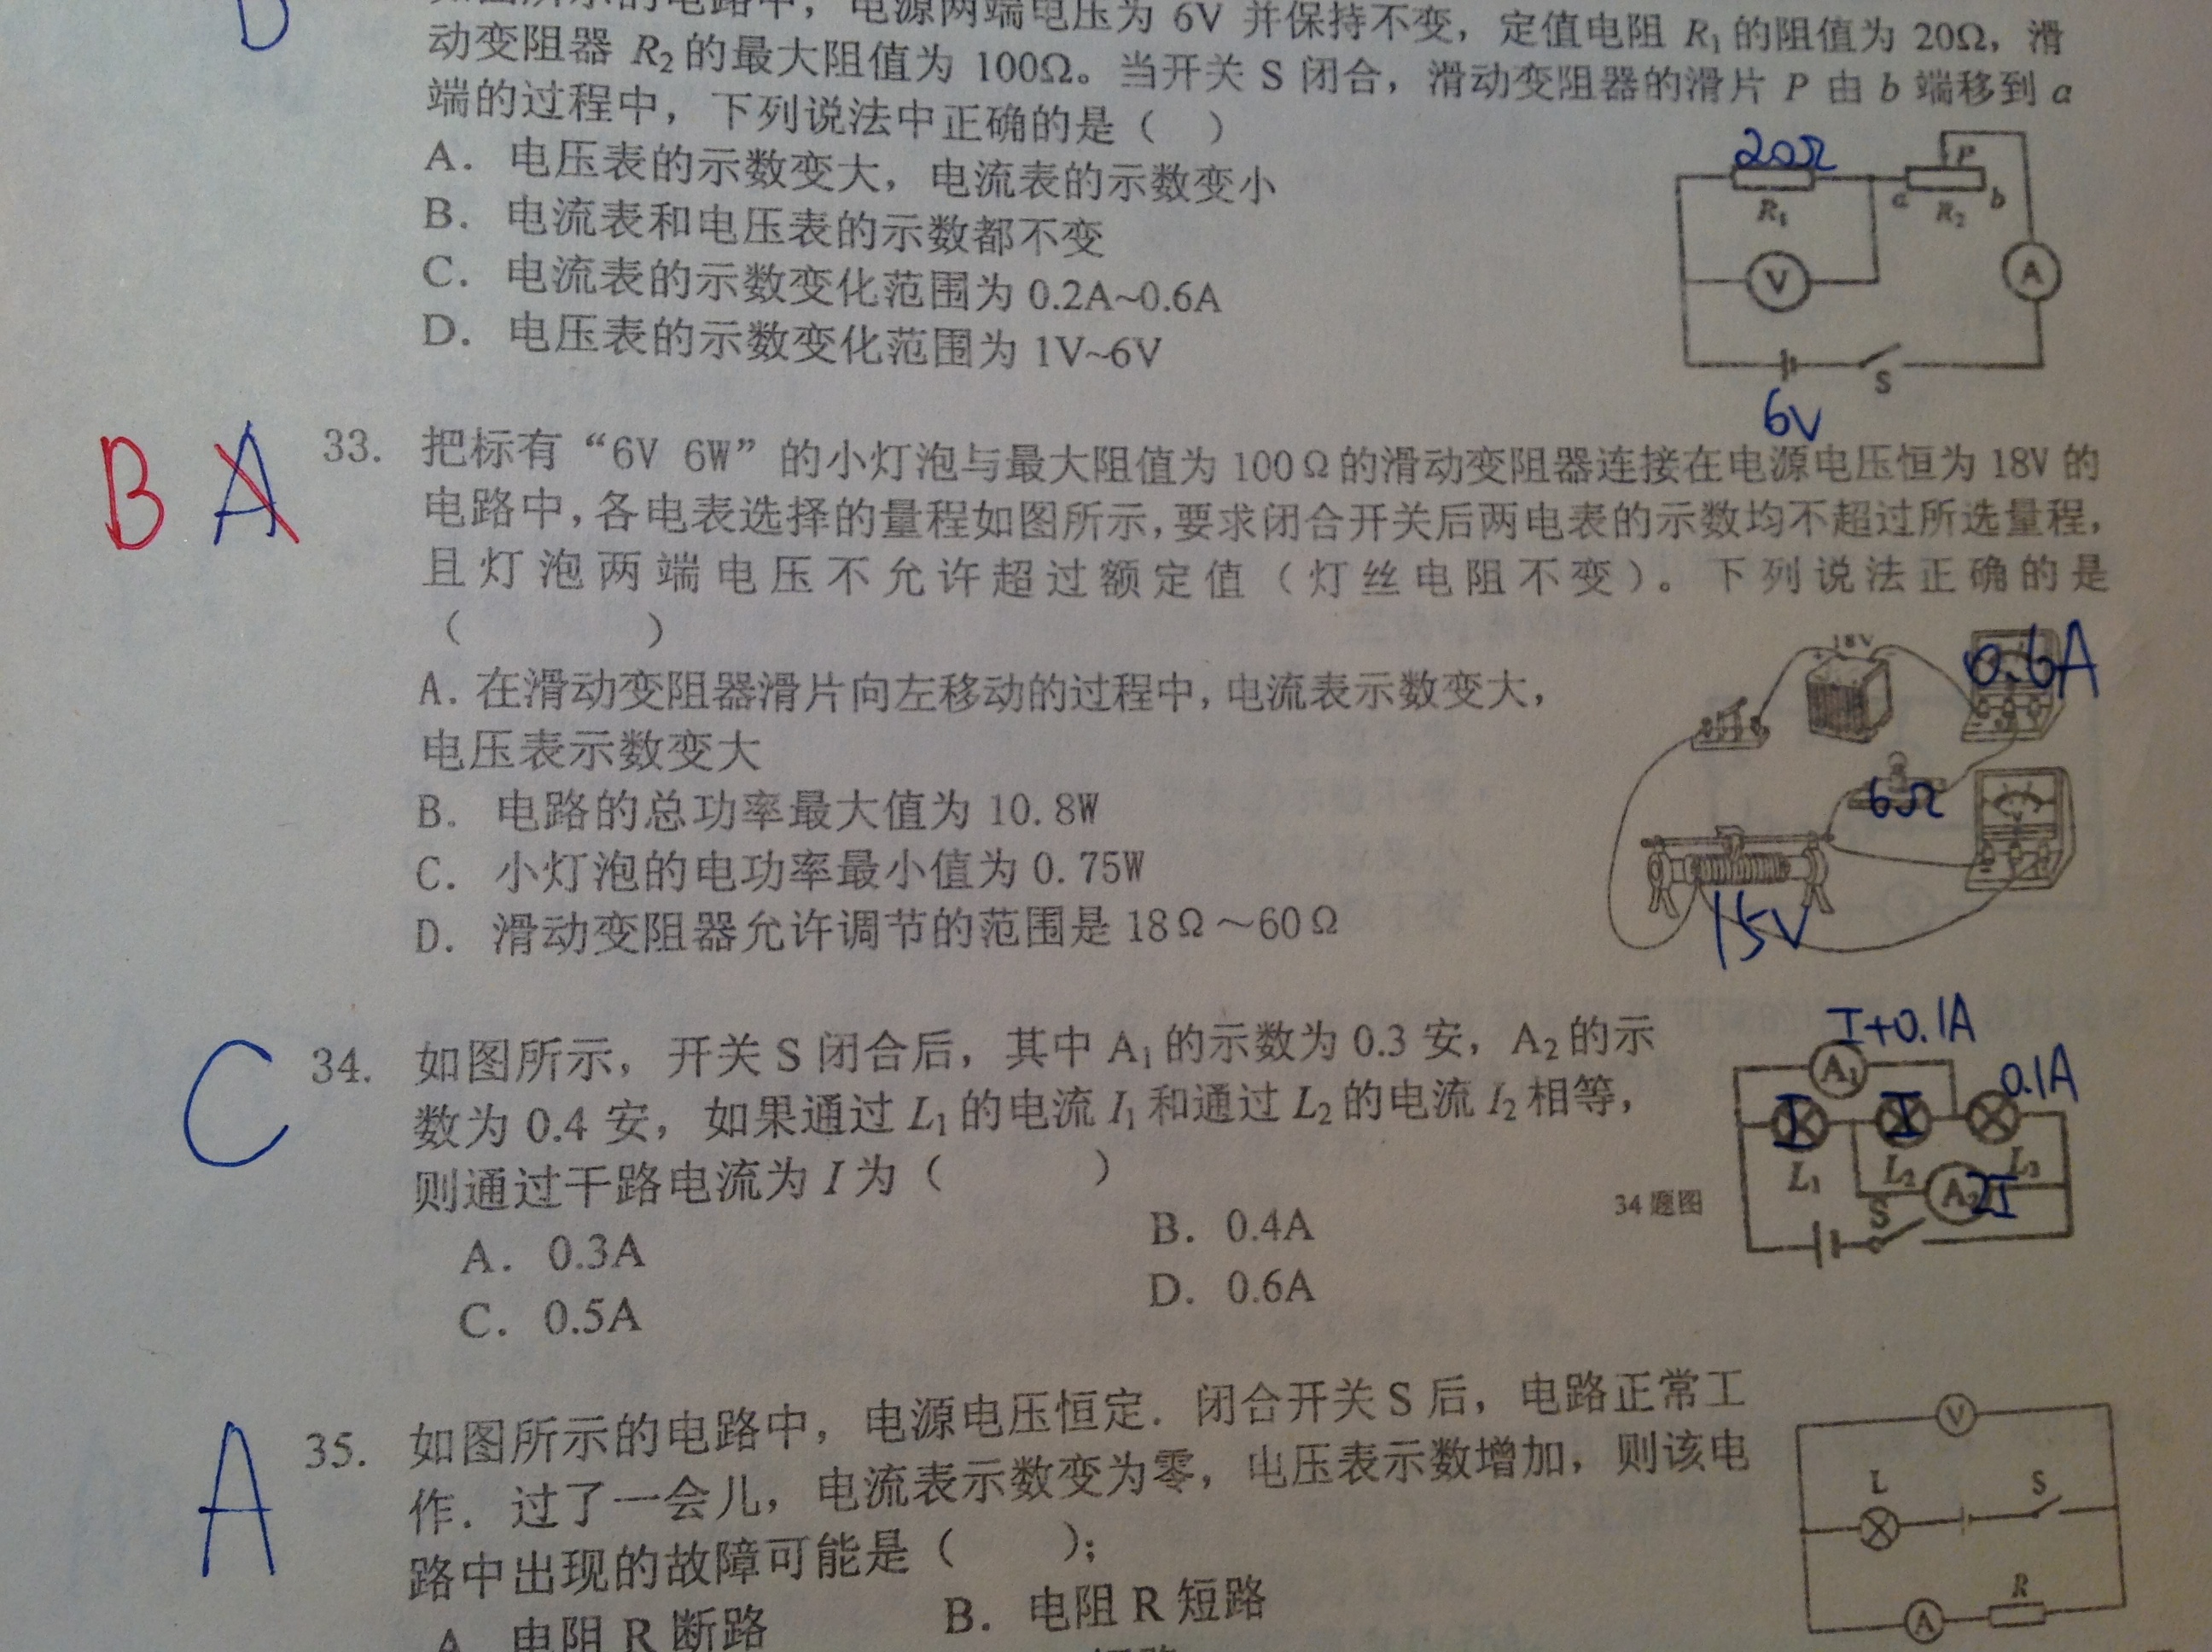 D
电源两端电压为 6V 并保持不变，定值电阻 R₁ 的阻值为 20Ω，滑
动变阻器 R₂ 的最大阻值为 100Ω。当开关 S 闭合，滑动变阻器的滑片 P 由 b 端移到 a
端的过程中，下列说法中正确的是（ ）
A. 电压表的示数变大，电流表的示数变小
B. 电流表和电压表的示数都不变
C. 电流表的示数变化范围为 0.2A~0.6A
D. 电压表的示数变化范围为 1V~6V
20Ω
P
R₁
a
R₂
b
V
A
S
6V
B A
33. 把标有“6V 6W”的小灯泡与最大阻值为 100Ω 的滑动变阻器连接在电源电压恒为 18V 的
电路中，各电表选择的量程如图所示，要求闭合开关后两电表的示数均不超过所选量程，
且灯泡两端电压不允许超过额定值（灯丝电阻不变）。下列说法正确的是
（ ）
A. 在滑动变阻器滑片向左移动的过程中，电流表示数变大，
电压表示数变大
B. 电路的总功率最大值为 10.8W
C. 小灯泡的电功率最小值为 0.75W
D. 滑动变阻器允许调节的范围是 18Ω～60Ω
18V
0.6A
6Ω
15V
C
34. 如图所示，开关 S 闭合后，其中 A₁ 的示数为 0.3 安，A₂ 的示
数为 0.4 安，如果通过 L₁ 的电流 I₁ 和通过 L₂ 的电流 I₂ 相等，
则通过干路电流为 I 为（ ）
A. 0.3A
B. 0.4A
C. 0.5A
D. 0.6A
34 题图
I+0.1A
A₁
0.1A
I
I
L₁
L₂
L₃
A₂
2I
S
A
35. 如图所示的电路中，电源电压恒定．闭合开关 S 后，电路正常工
作．过了一会儿，电流表示数变为零，电压表示数增加，则该电
路中出现的故障可能是（ ）；
A. 电阻 R 断路
B. 电阻 R 短路
V
L
S
R
A